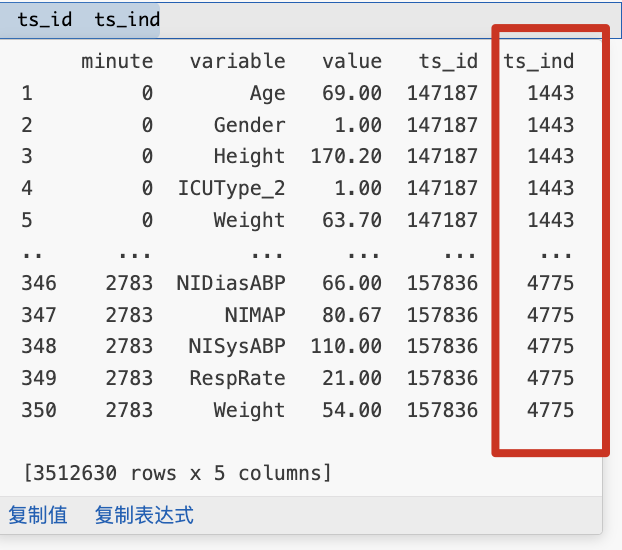 ts_id ts_ind
minute variable value ts_id ts_ind
1 0 Age 69.00 147187 1443
2 0 Gender 1.00 147187 1443
3 0 Height 170.20 147187 1443
4 0 ICUType_2 1.00 147187 1443
5 0 Weight 63.70 147187 1443
.. ... ... ... ... ...
346 2783 NIDiasABP 66.00 157836 4775
347 2783 NIMAP 80.67 157836 4775
348 2783 NISysABP 110.00 157836 4775
349 2783 RespRate 21.00 157836 4775
350 2783 Weight 54.00 157836 4775
[3512630 rows x 5 columns]
复制值 复制表达式